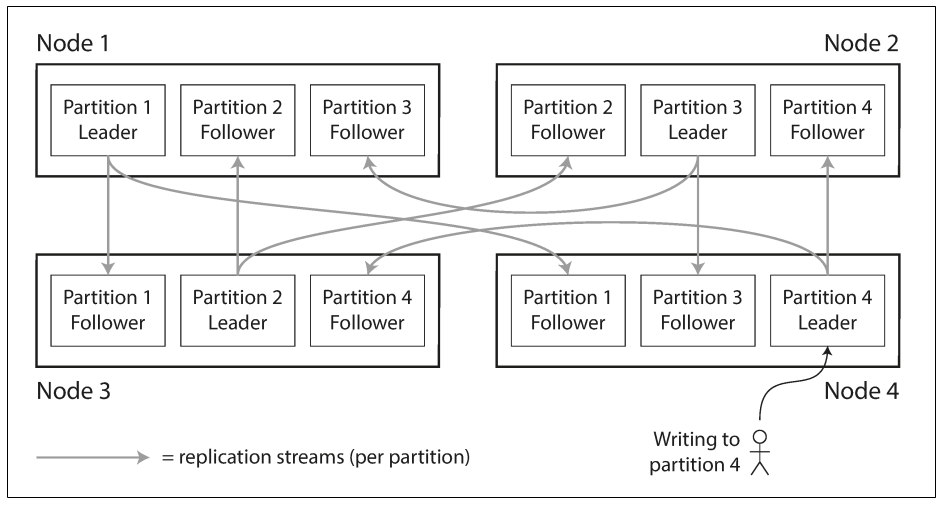 Node 1
Node 2
Partition 1
Leader
Partition 2
Follower
Partition 3
Follower
Partition 2
Follower
Partition 3
Leader
Partition 4
Follower
Partition 1
Follower
Partition 2
Leader
Partition 4
Follower
Partition 1
Follower
Partition 3
Follower
Partition 4
Leader
Node 3
Node 4
= replication streams (per partition)
Writing to
partition 4